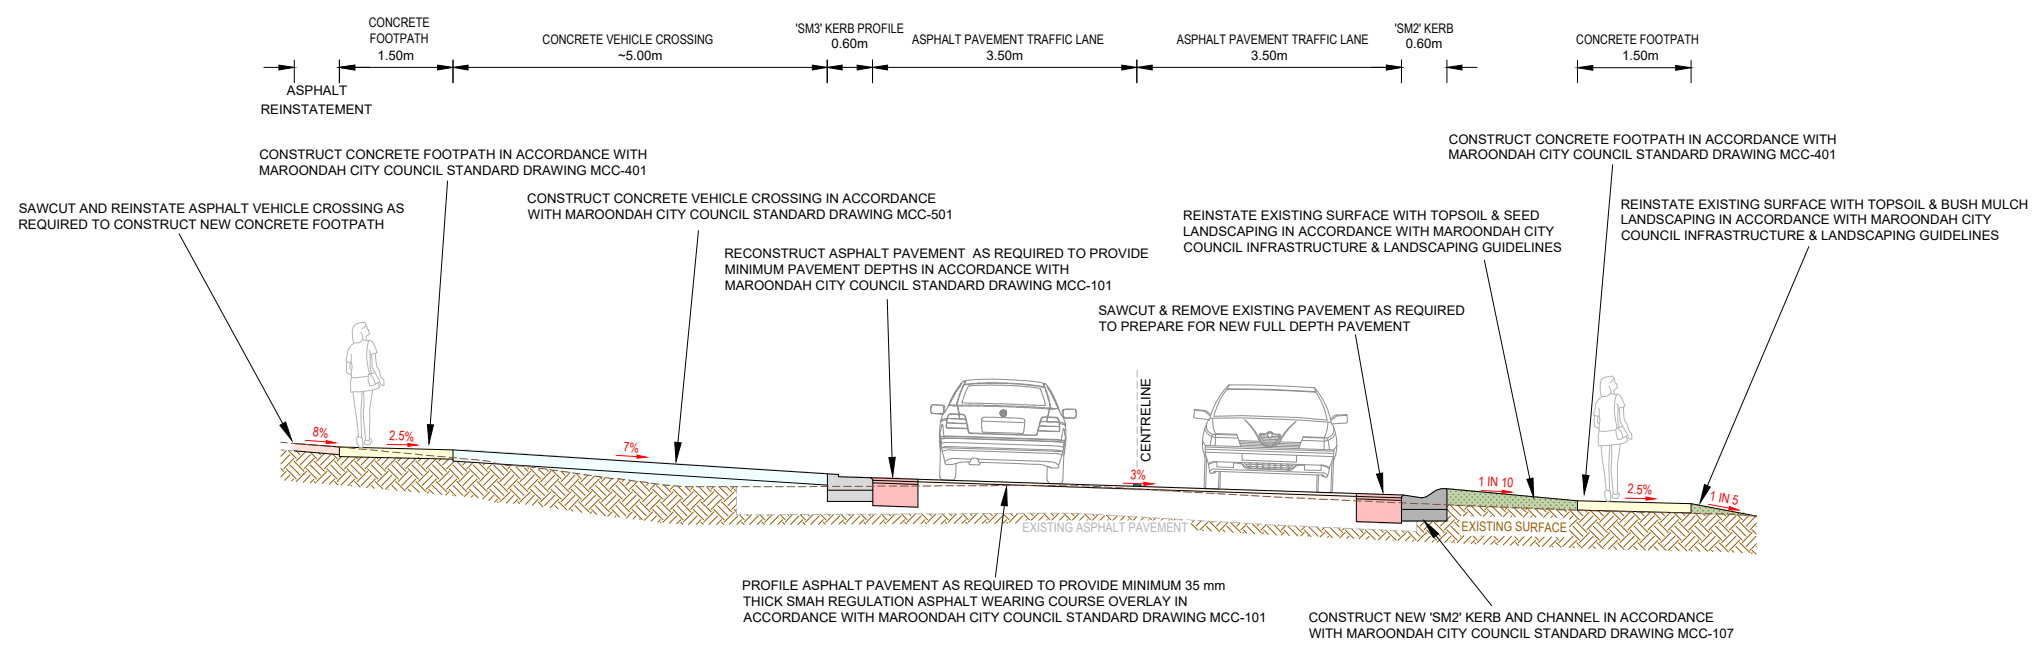 CONCRETE
FOOTPATH
1.50m
CONCRETE VEHICLE CROSSING
~5.00m
'SM3' KERB PROFILE
0.60m
ASPHALT PAVEMENT TRAFFIC LANE
3.50m
ASPHALT PAVEMENT TRAFFIC LANE
3.50m
'SM2' KERB
0.60m
CONCRETE FOOTPATH
1.50m
ASPHALT
REINSTATEMENT
CONSTRUCT CONCRETE FOOTPATH IN ACCORDANCE WITH
MAROONDAH CITY COUNCIL STANDARD DRAWING MCC-401
SAWCUT AND REINSTATE ASPHALT VEHICLE CROSSING AS
REQUIRED TO CONSTRUCT NEW CONCRETE FOOTPATH
CONSTRUCT CONCRETE VEHICLE CROSSING IN ACCORDANCE
WITH MAROONDAH CITY COUNCIL STANDARD DRAWING MCC-501
RECONSTRUCT ASPHALT PAVEMENT AS REQUIRED TO PROVIDE
MINIMUM PAVEMENT DEPTHS IN ACCORDANCE WITH
MAROONDAH CITY COUNCIL STANDARD DRAWING MCC-101
CONSTRUCT CONCRETE FOOTPATH IN ACCORDANCE WITH
MAROONDAH CITY COUNCIL STANDARD DRAWING MCC-401
REINSTATE EXISTING SURFACE WITH TOPSOIL & SEED
LANDSCAPING IN ACCORDANCE WITH MAROONDAH CITY
COUNCIL INFRASTRUCTURE & LANDSCAPING GUIDELINES
REINSTATE EXISTING SURFACE WITH TOPSOIL & BUSH MULCH
LANDSCAPING IN ACCORDANCE WITH MAROONDAH CITY
COUNCIL INFRASTRUCTURE & LANDSCAPING GUIDELINES
SAWCUT & REMOVE EXISTING PAVEMENT AS REQUIRED
TO PREPARE FOR NEW FULL DEPTH PAVEMENT
CENTRELINE
8%
2.5%
7%
3%
1 IN 10
2.5%
1 IN 5
EXISTING ASPHALT PAVEMENT
EXISTING SURFACE
PROFILE ASPHALT PAVEMENT AS REQUIRED TO PROVIDE MINIMUM 35 mm
THICK SMAH REGULATION ASPHALT WEARING COURSE OVERLAY IN
ACCORDANCE WITH MAROONDAH CITY COUNCIL STANDARD DRAWING MCC-101
CONSTRUCT NEW 'SM2' KERB AND CHANNEL IN ACCORDANCE
WITH MAROONDAH CITY COUNCIL STANDARD DRAWING MCC-107